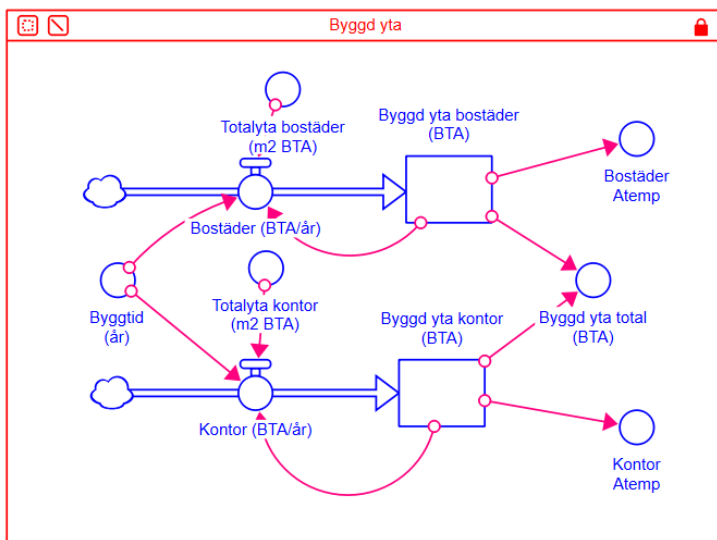 Byggd yta
Totalyta bostäder
(m2 BTA)
Byggd yta bostäder
(BTA)
Bostäder
Atemp
Bostäder (BTA/år)
Byggtid
(år)
Totalyta kontor
(m2 BTA)
Byggd yta kontor
(BTA)
Byggd yta total
(BTA)
Kontor (BTA/år)
Kontor
Atemp